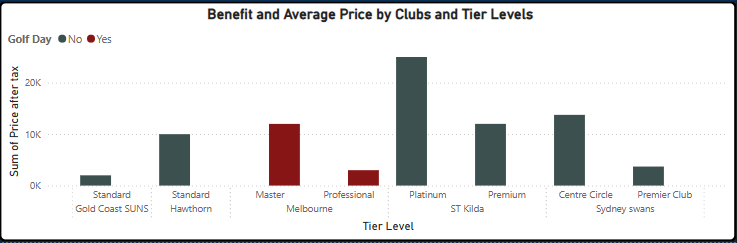 Benefit and Average Price by Clubs and Tier Levels
Golf Day No Yes
Sum of Price after tax
20K
10K
0K
Standard Standard Master Professional Platinum Premium Centre Circle Premier Club
Gold Coast SUNS Hawthorn Melbourne ST Kilda Sydney swans
Tier Level